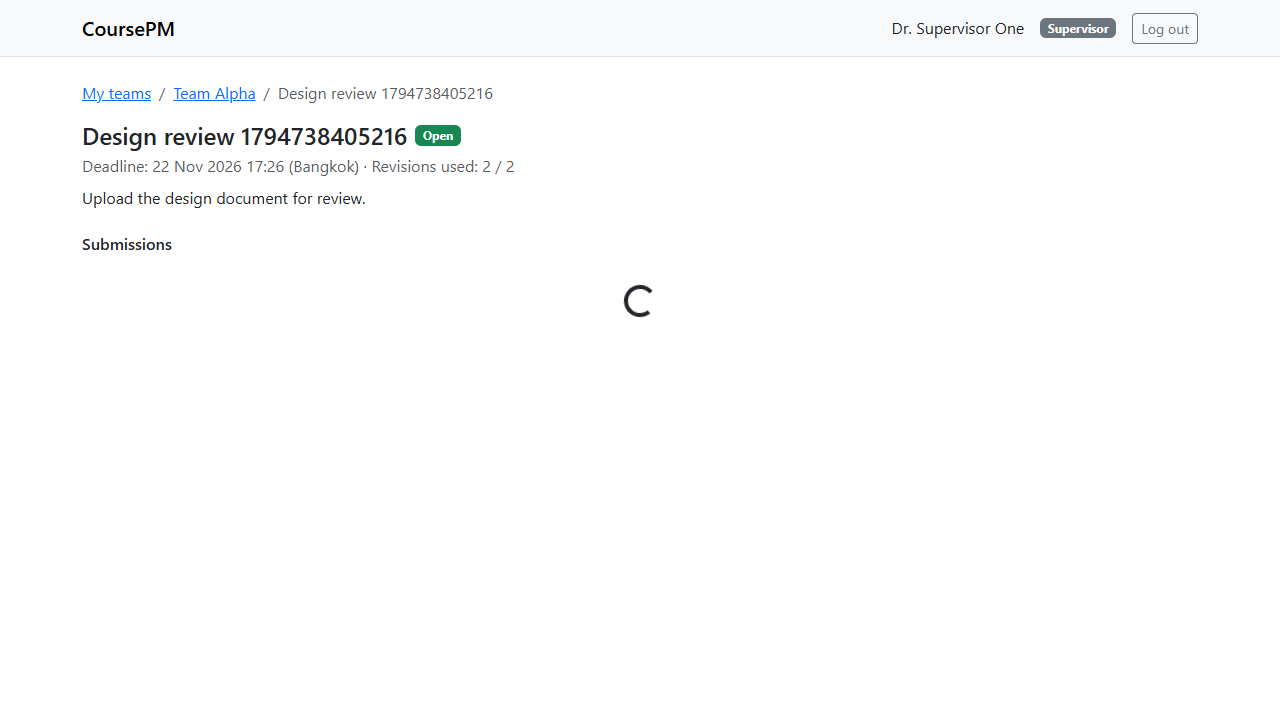 CoursePM
Dr. Supervisor One Supervisor Log out
My teams / Team Alpha / Design review 1794738405216
Design review 1794738405216 Open
Deadline: 22 Nov 2026 17:26 (Bangkok) · Revisions used: 2 / 2
Upload the design document for review.
Submissions